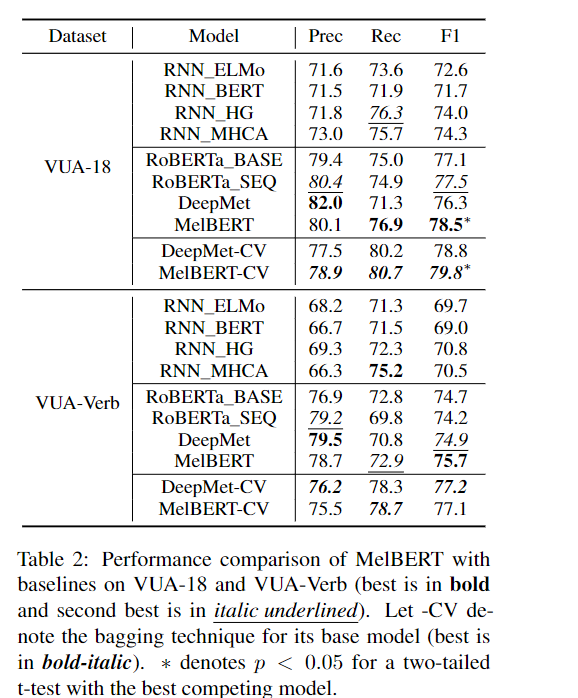 Dataset Model Prec Rec F1
RNN_ELMo 71.6 73.6 72.6
RNN_BERT 71.5 71.9 71.7
RNN_HG 71.8 76.3 74.0
RNN_MHCA 73.0 75.7 74.3
VUA-18
RoBERTa_BASE 79.4 75.0 77.1
RoBERTa_SEQ 80.4 74.9 77.5
DeepMet 82.0 71.3 76.3
MelBERT 80.1 76.9 78.5*
DeepMet-CV 77.5 80.2 78.8
MelBERT-CV 78.9 80.7 79.8*
RNN_ELMo 68.2 71.3 69.7
RNN_BERT 66.7 71.5 69.0
RNN_HG 69.3 72.3 70.8
RNN_MHCA 66.3 75.2 70.5
VUA-Verb
RoBERTa_BASE 76.9 72.8 74.7
RoBERTa_SEQ 79.2 69.8 74.2
DeepMet 79.5 70.8 74.9
MelBERT 78.7 72.9 75.7
DeepMet-CV 76.2 78.3 77.2
MelBERT-CV 75.5 78.7 77.1
Table 2: Performance comparison of MelBERT with
baselines on VUA-18 and VUA-Verb (best is in bold
and second best is in italic underlined). Let -CV de-
note the bagging technique for its base model (best is
in bold-italic). * denotes p < 0.05 for a two-tailed
t-test with the best competing model.